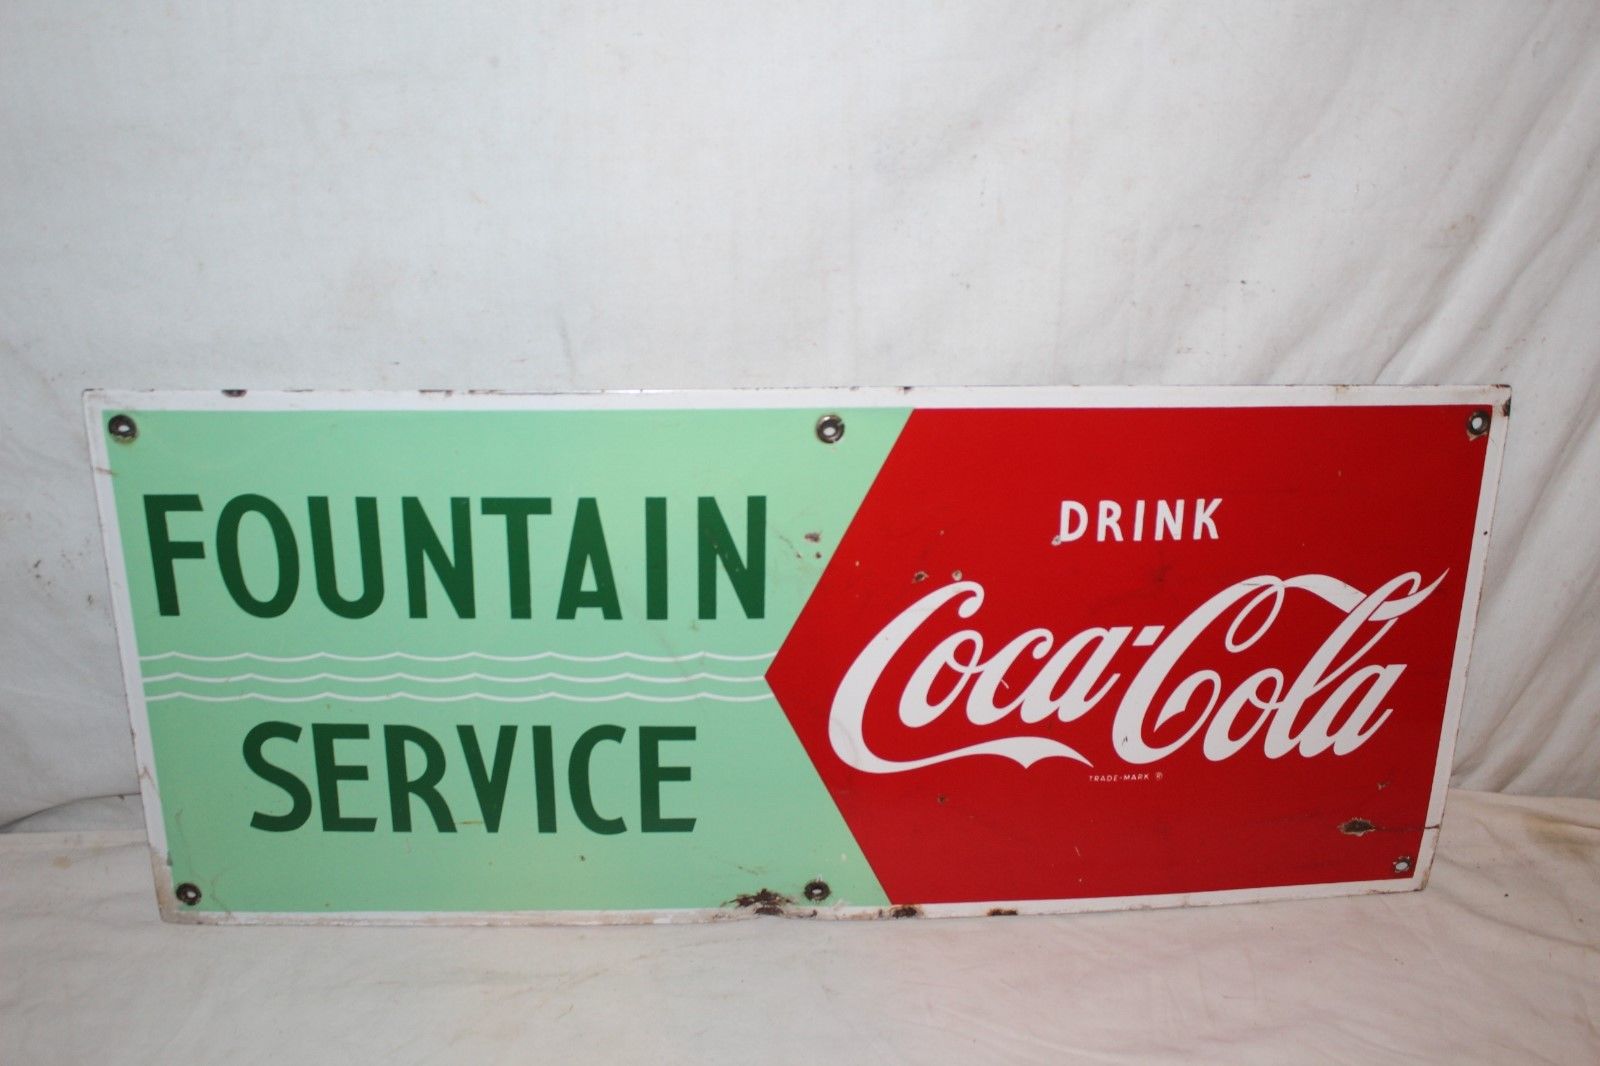 FOUNTAIN
SERVICE
DRINK
Coca-Cola
TRADE-MARK ®